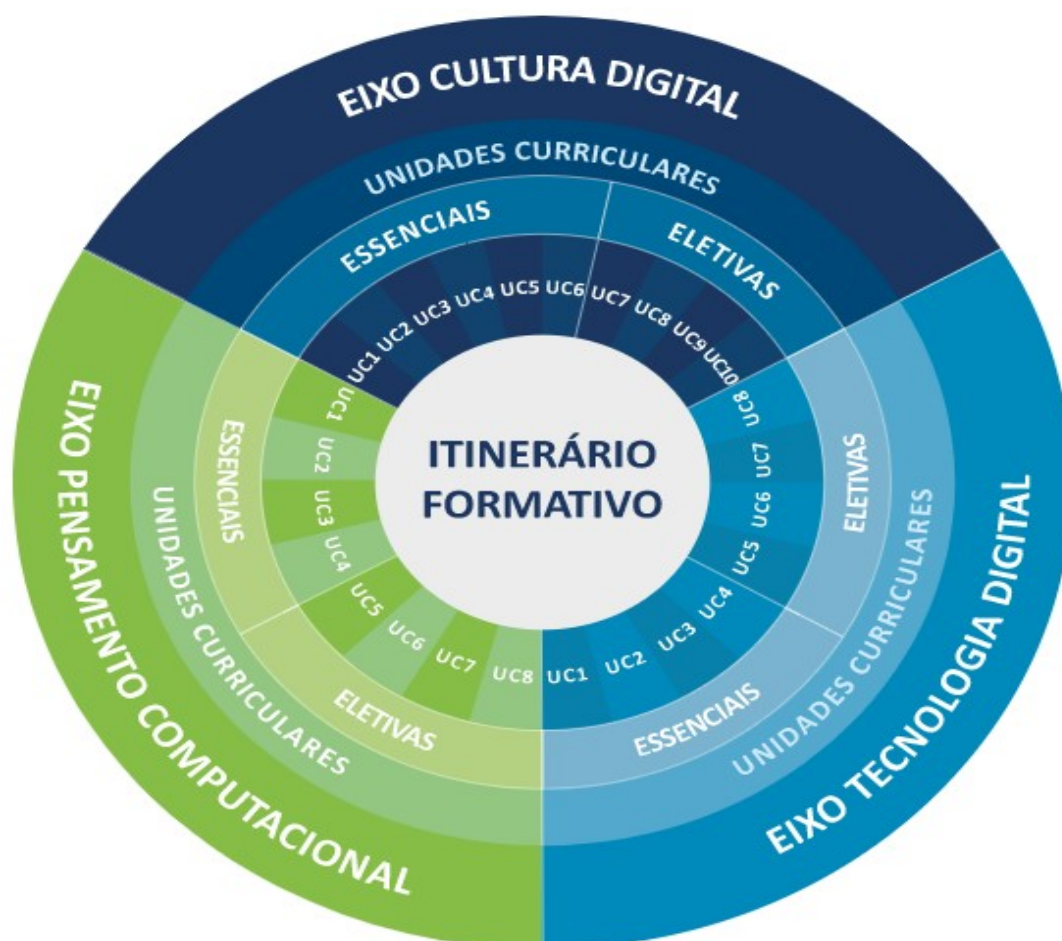 EIXO CULTURA DIGITAL
UNIDADES CURRICULARES
ESSENCIAIS
ELETIVAS
UC1
UC2
UC3
UC4
UC5
UC6
UC7
UC8
UC9
UC10
EIXO TECNOLOGIA DIGITAL
UNIDADES CURRICULARES
ESSENCIAIS
ELETIVAS
UC1
UC2
UC3
UC4
UC5
UC6
UC7
UC8
EIXO PENSAMENTO COMPUTACIONAL
UNIDADES CURRICULARES
ESSENCIAIS
ELETIVAS
UC1
UC2
UC3
UC4
UC5
UC6
UC7
UC8
ITINERÁRIO
FORMATIVO